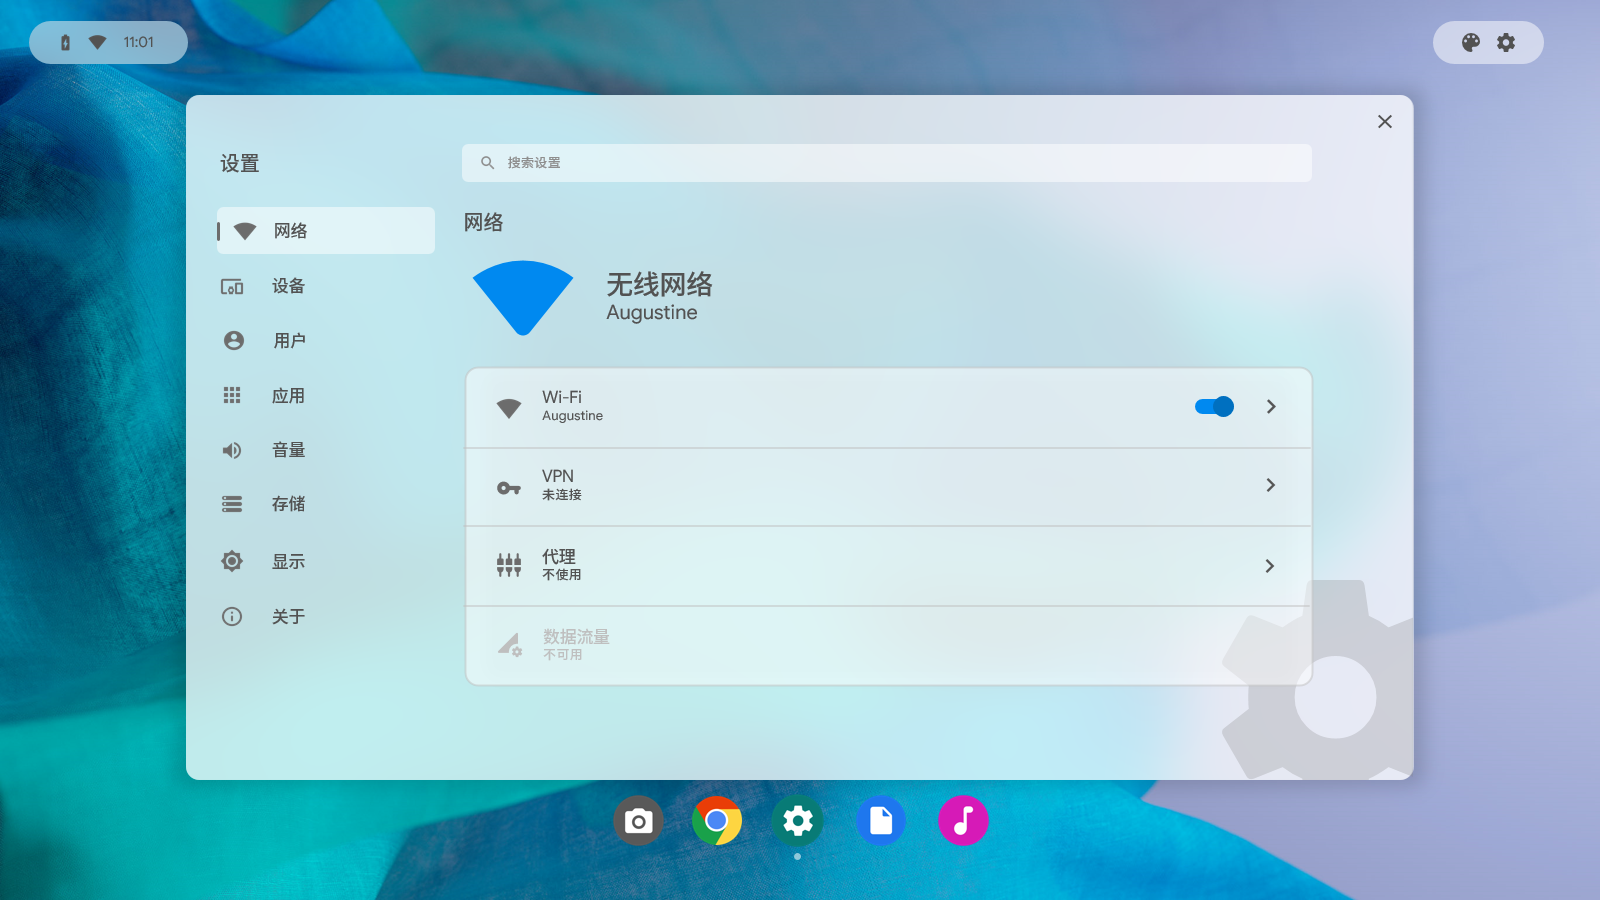 11:01
设置
搜索设置
网络
设备
用户
应用
音量
存储
显示
关于
网络
无线网络
Augustine
Wi-Fi
Augustine
VPN
未连接
代理
不使用
数据流量
不可用